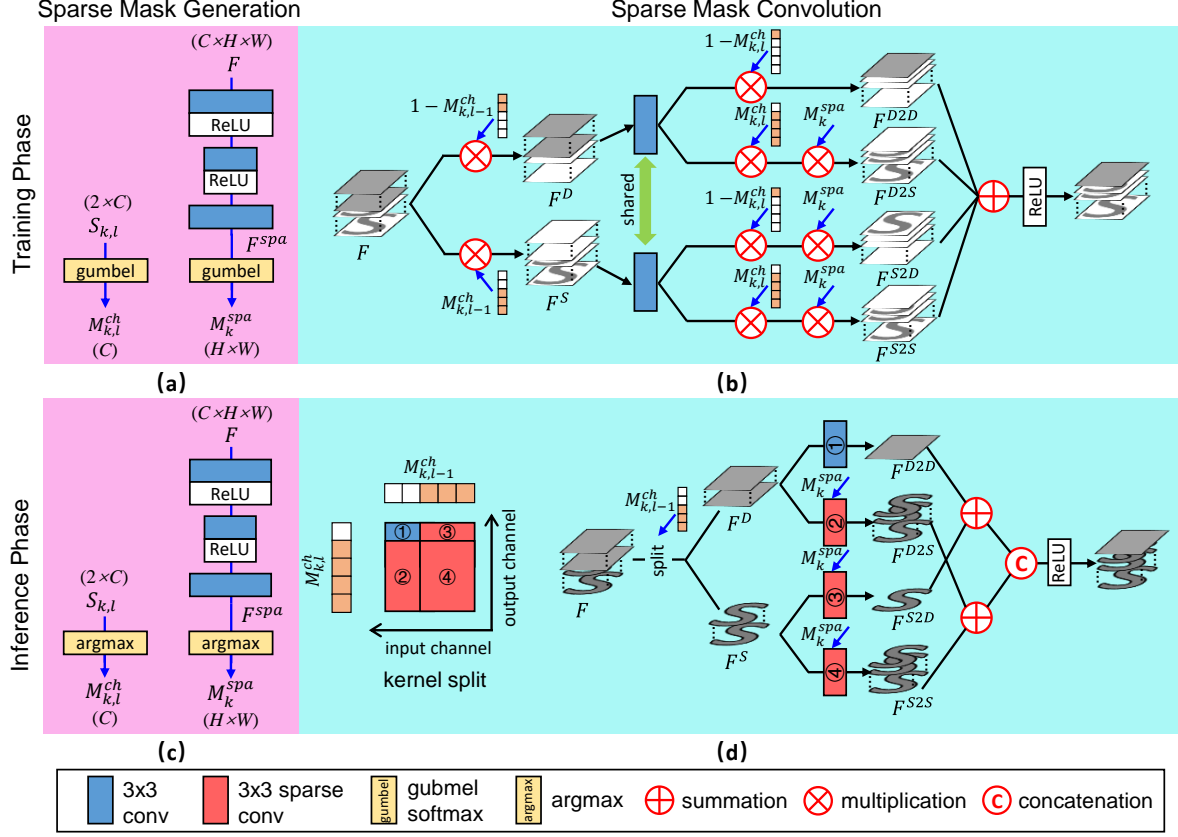 Sparse Mask Generation
Sparse Mask Convolution
Training Phase
(C×H×W)
F
ReLU
ReLU
(2×C)
S_{k,l}
F^{spa}
gumbel
gumbel
M^{ch}_{k,l}
M^{spa}_k
(C)
(H×W)
(a)
F
1 − M^{ch}_{k,l-1}
M^{ch}_{k,l-1}
F^D
F^S
shared
1 − M^{ch}_{k,l}
M^{ch}_{k,l}
M^{spa}_k
1 − M^{ch}_{k,l}
M^{spa}_k
M^{ch}_{k,l}
M^{spa}_k
F^{D2D}
F^{D2S}
F^{S2D}
F^{S2S}
ReLU
(b)
Inference Phase
(C×H×W)
F
ReLU
ReLU
(2×C)
S_{k,l}
F^{spa}
argmax
argmax
M^{ch}_{k,l}
M^{spa}_k
(C)
(H×W)
(c)
M^{ch}_{k,l-1}
M^{ch}_{k,l}
① ③
② ④
output channel
input channel
kernel split
F
split
M^{ch}_{k,l-1}
F^D
F^S
①
M^{spa}_k
②
M^{spa}_k
③
M^{spa}_k
④
F^{D2D}
F^{D2S}
F^{S2D}
F^{S2S}
C
ReLU
(d)
3x3
conv
3x3 sparse
conv
gumbel
gubmel
softmax
argmax
argmax
summation
multiplication
C
concatenation